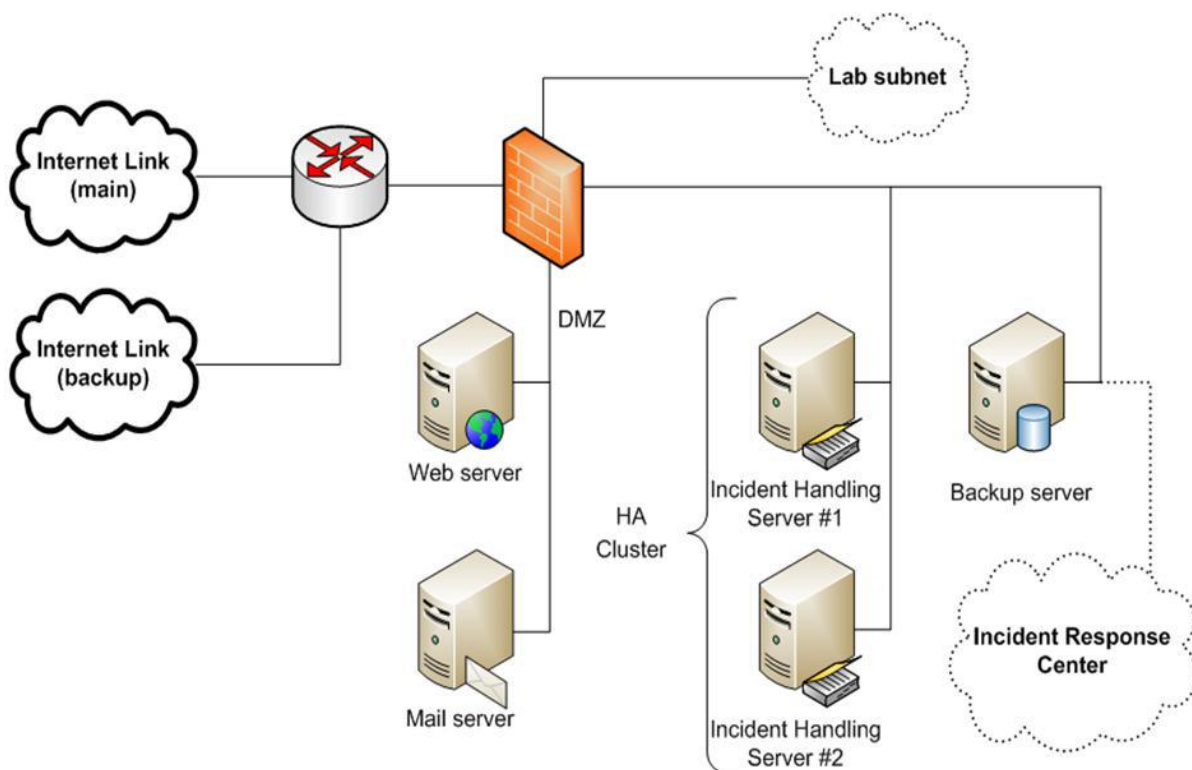 Lab subnet
Internet Link
(main)
Internet Link
(backup)
DMZ
Web server
Mail server
HA
Cluster
Incident Handling
Server #1
Incident Handling
Server #2
Backup server
Incident Response
Center